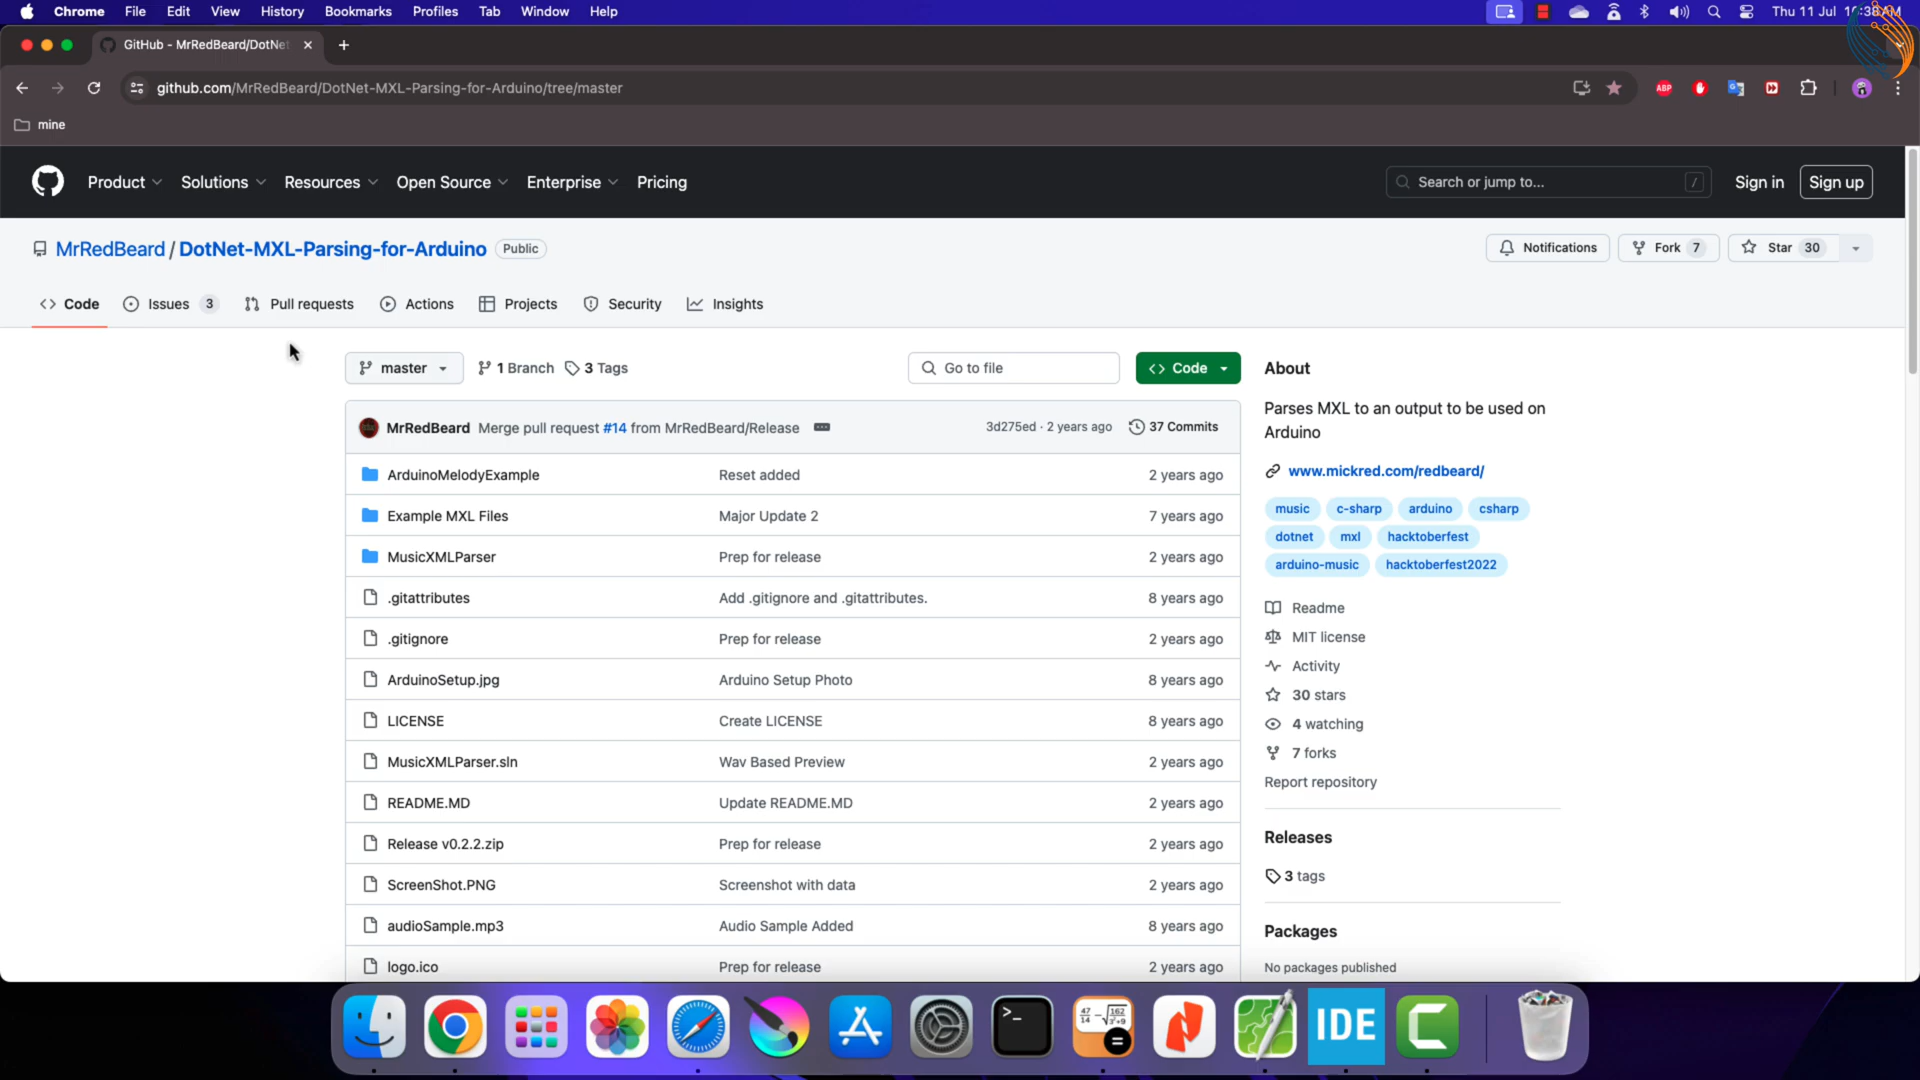 Chrome File Edit View History Bookmarks Profiles Tab Window Help Thu 11 Jul
GitHub - MrRedBeard/DotNet
github.com/MrRedBeard/DotNet-MXL-Parsing-for-Arduino/tree/master
ABP
mine
Product Solutions Resources Open Source Enterprise Pricing Search or jump to... / Sign in Sign up
MrRedBeard / DotNet-MXL-Parsing-for-Arduino Public Notifications Fork 7 Star 30
Code Issues 3 Pull requests Actions Projects Security Insights
master 1 Branch 3 Tags Go to file Code
MrRedBeard Merge pull request #14 from MrRedBeard/Release 3d275ed · 2 years ago 37 Commits
ArduinoMelodyExample Reset added 2 years ago
Example MXL Files Major Update 2 7 years ago
MusicXMLParser Prep for release 2 years ago
.gitattributes Add .gitignore and .gitattributes. 8 years ago
.gitignore Prep for release 2 years ago
ArduinoSetup.jpg Arduino Setup Photo 8 years ago
LICENSE Create LICENSE 8 years ago
MusicXMLParser.sln Wav Based Preview 2 years ago
README.MD Update README.MD 2 years ago
Release v0.2.2.zip Prep for release 2 years ago
ScreenShot.PNG Screenshot with data 2 years ago
audioSample.mp3 Audio Sample Added 8 years ago
logo.ico Prep for release 2 years ago
About
Parses MXL to an output to be used on
Arduino
www.mickred.com/redbeard/
music c-sharp arduino csharp
dotnet mxl hacktoberfest
arduino-music hacktoberfest2022
Readme
MIT license
Activity
30 stars
4 watching
7 forks
Report repository
Releases
3 tags
Packages
No packages published
IDE